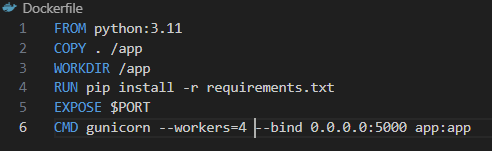 Dockerfile
1 FROM python:3.11
2 COPY . /app
3 WORKDIR /app
4 RUN pip install -r requirements.txt
5 EXPOSE $PORT
6 CMD gunicorn --workers=4 --bind 0.0.0.0:5000 app:app